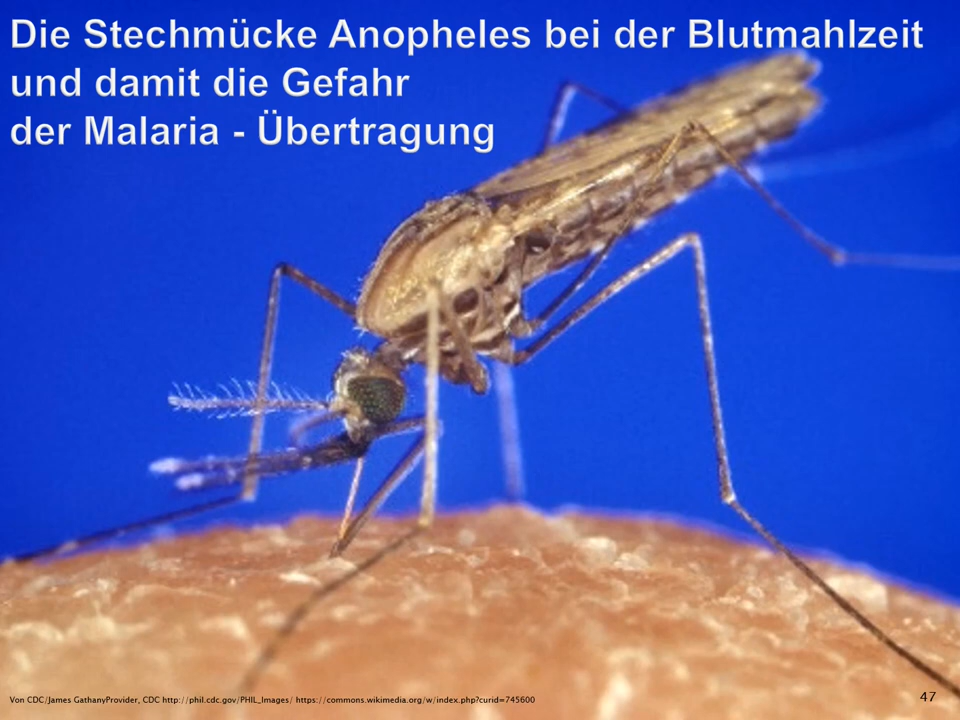 Die Stechmücke Anopheles bei der Blutmahlzeit
und damit die Gefahr
der Malaria - Übertragung
Von CDC/James GathanyProvider, CDC http://phil.cdc.gov/PHIL_Images/ https://commons.wikimedia.org/w/index.php?curid=745600
47